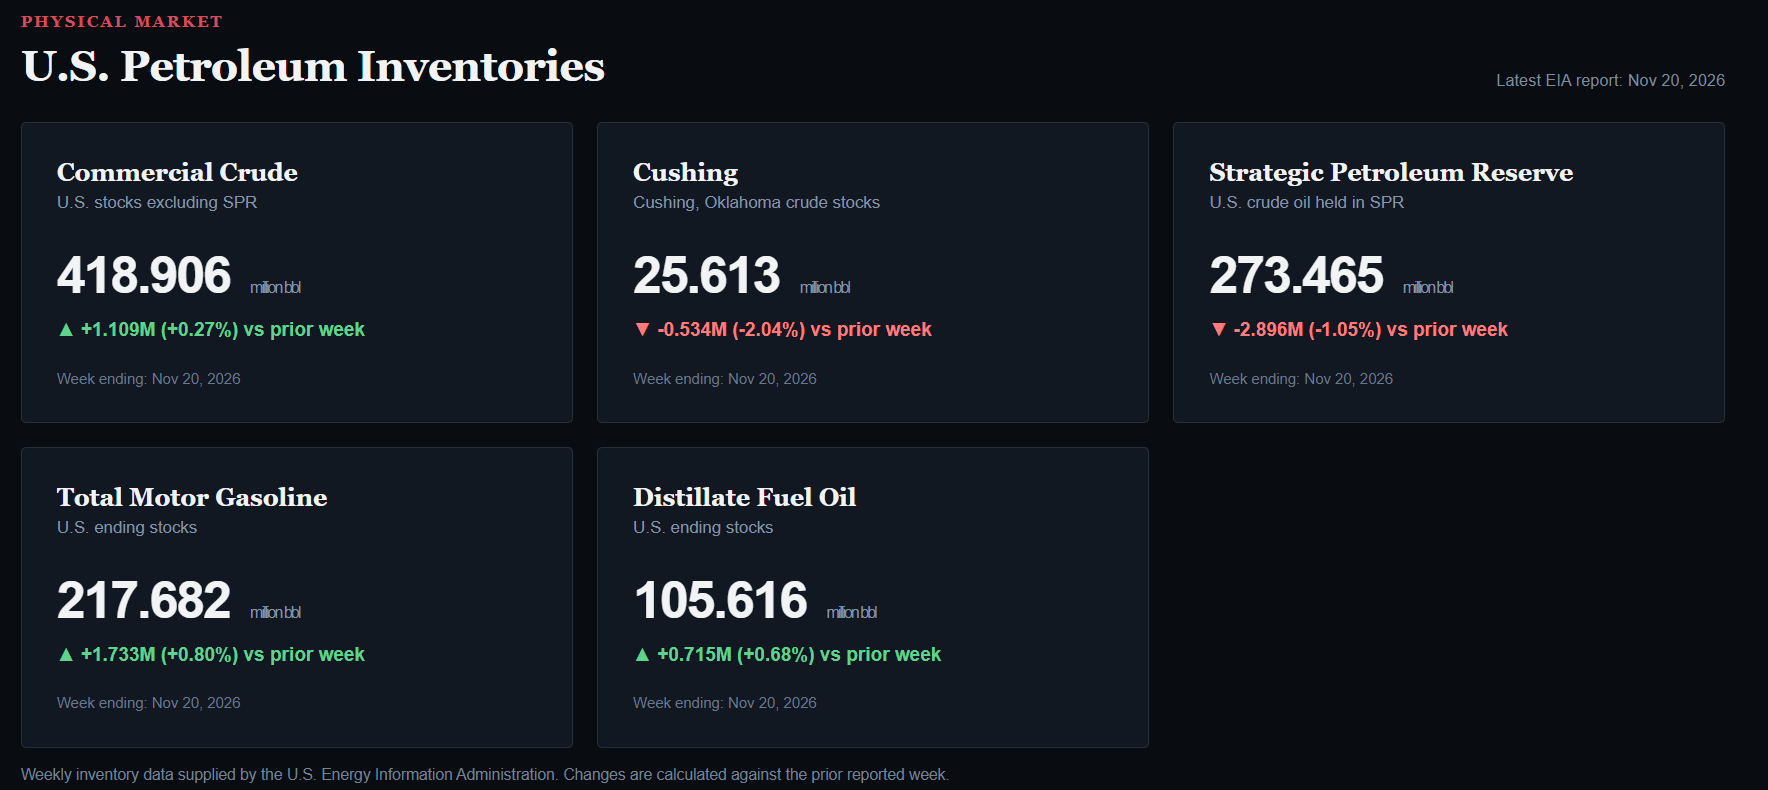 PHYSICAL MARKET
U.S. Petroleum Inventories
Latest EIA report: Nov 20, 2026
Commercial Crude
U.S. stocks excluding SPR
418.906 million bbl
▲ +1.109M (+0.27%) vs prior week
Week ending: Nov 20, 2026
Cushing
Cushing, Oklahoma crude stocks
25.613 million bbl
▼ -0.534M (-2.04%) vs prior week
Week ending: Nov 20, 2026
Strategic Petroleum Reserve
U.S. crude oil held in SPR
273.465 million bbl
▼ -2.896M (-1.05%) vs prior week
Week ending: Nov 20, 2026
Total Motor Gasoline
U.S. ending stocks
217.682 million bbl
▲ +1.733M (+0.80%) vs prior week
Week ending: Nov 20, 2026
Distillate Fuel Oil
U.S. ending stocks
105.616 million bbl
▲ +0.715M (+0.68%) vs prior week
Week ending: Nov 20, 2026
Weekly inventory data supplied by the U.S. Energy Information Administration. Changes are calculated against the prior reported week.